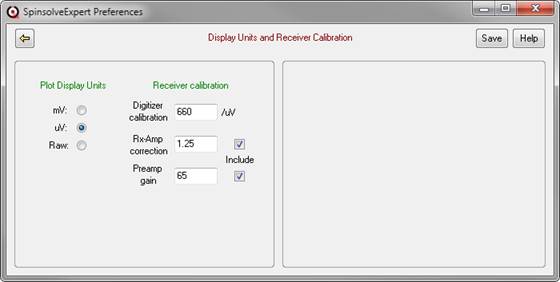 SpinsolveExpert Preferences
Display Units and Receiver Calibration
Save
Help
Plot Display Units
Receiver calibration
mV:
uV:
Raw:
Digitizer
calibration
660
/uV
Rx-Amp
correction
1.25
Include
Preamp
gain
65